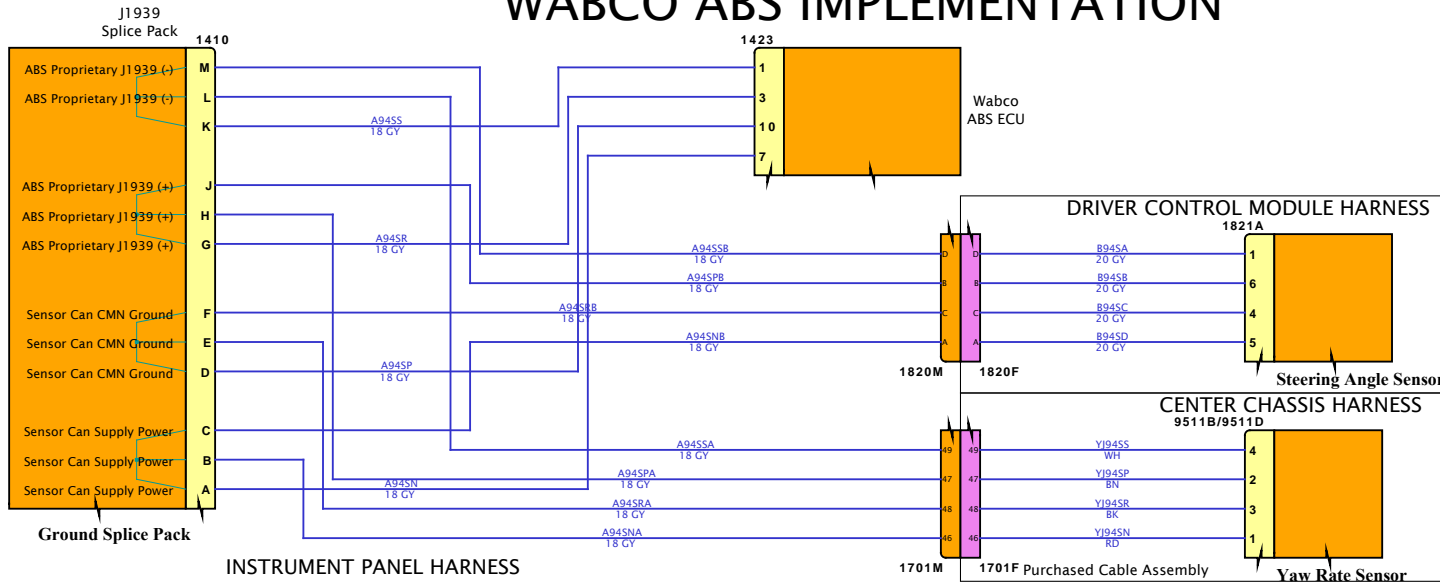 WABCO ABS IMPLEMENTATION
J1939
Splice Pack
1410
ABS Proprietary J1939 (-)
M
ABS Proprietary J1939 (-)
L
K
ABS Proprietary J1939 (+)
J
ABS Proprietary J1939 (+)
H
ABS Proprietary J1939 (+)
G
Sensor Can CMN Ground
F
Sensor Can CMN Ground
E
Sensor Can CMN Ground
D
Sensor Can Supply Power
C
Sensor Can Supply Power
B
Sensor Can Supply Power
A
Ground Splice Pack
INSTRUMENT PANEL HARNESS
A94SS
18 GY
A94SR
18 GY
A94SP
18 GY
A94SN
18 GY
1423
1
3
10
7
Wabco
ABS ECU
A94SSB
18 GY
A94SPB
18 GY
A94SRB
18 GY
A94SNB
18 GY
D
B
C
A
D
B
C
A
1820M
1820F
DRIVER CONTROL MODULE HARNESS
1821A
B94SA
20 GY
B94SB
20 GY
B94SC
20 GY
B94SD
20 GY
1
6
4
5
Steering Angle Sensor
A94SSA
18 GY
A94SPA
18 GY
A94SRA
18 GY
A94SNA
18 GY
49
47
48
46
49
47
48
46
1701M
1701F
Purchased Cable Assembly
CENTER CHASSIS HARNESS
9511B/9511D
YJ94SS
WH
YJ94SP
BN
YJ94SR
BK
YJ94SN
RD
4
2
3
1
Yaw Rate Sensor